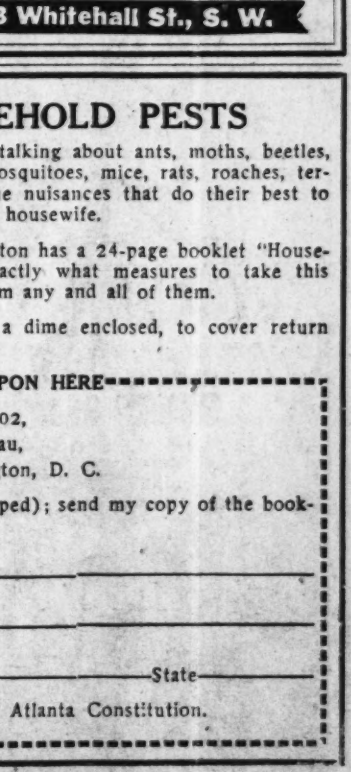 8 Whitehall St., S. W.
EHOLD PESTS
talking about ants, moths, beetles,
osquitoes, mice, rats, roaches, ter-
e nuisances that do their best to
housewife.
ton has a 24-page booklet "House-
actly what measures to take this
m any and all of them.
a dime enclosed, to cover return
PON HERE
02,
au,
ton, D. C.
ped); send my copy of the book-
State
Atlanta Constitution.